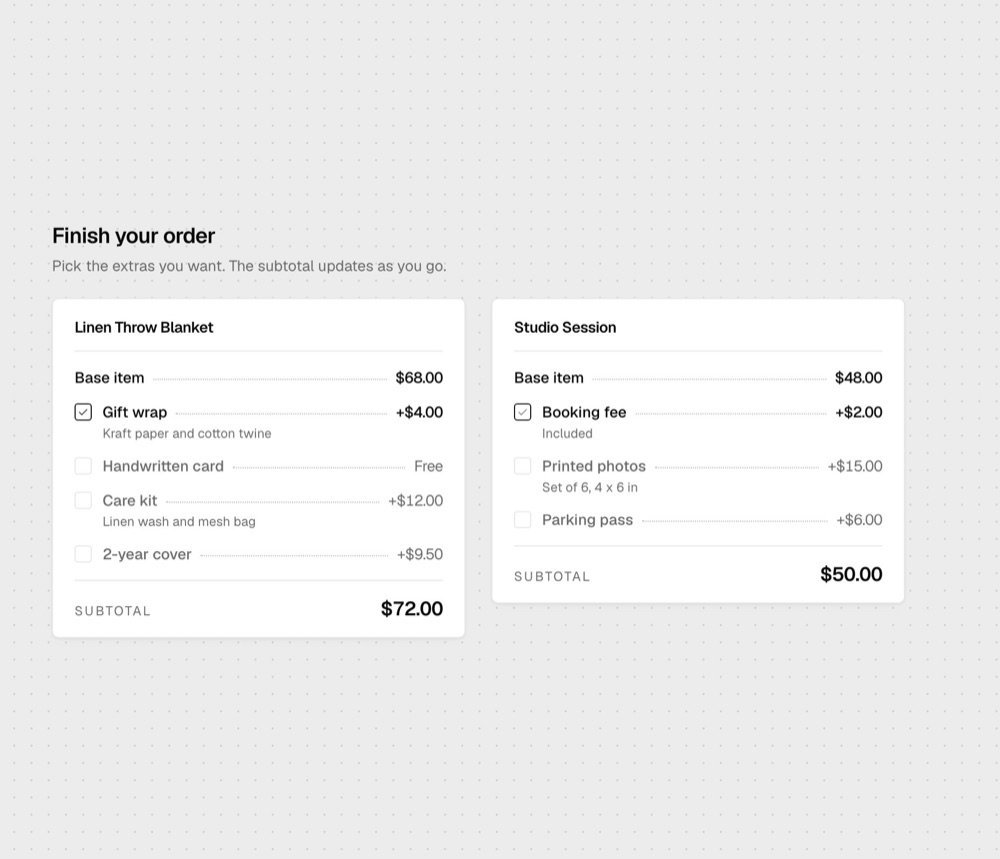 Finish your order
Pick the extras you want. The subtotal updates as you go.
Linen Throw Blanket
Base item $68.00
Gift wrap +$4.00
Kraft paper and cotton twine
Handwritten card Free
Care kit +$12.00
Linen wash and mesh bag
2-year cover +$9.50
SUBTOTAL $72.00
Studio Session
Base item $48.00
Booking fee +$2.00
Included
Printed photos +$15.00
Set of 6, 4 x 6 in
Parking pass +$6.00
SUBTOTAL $50.00